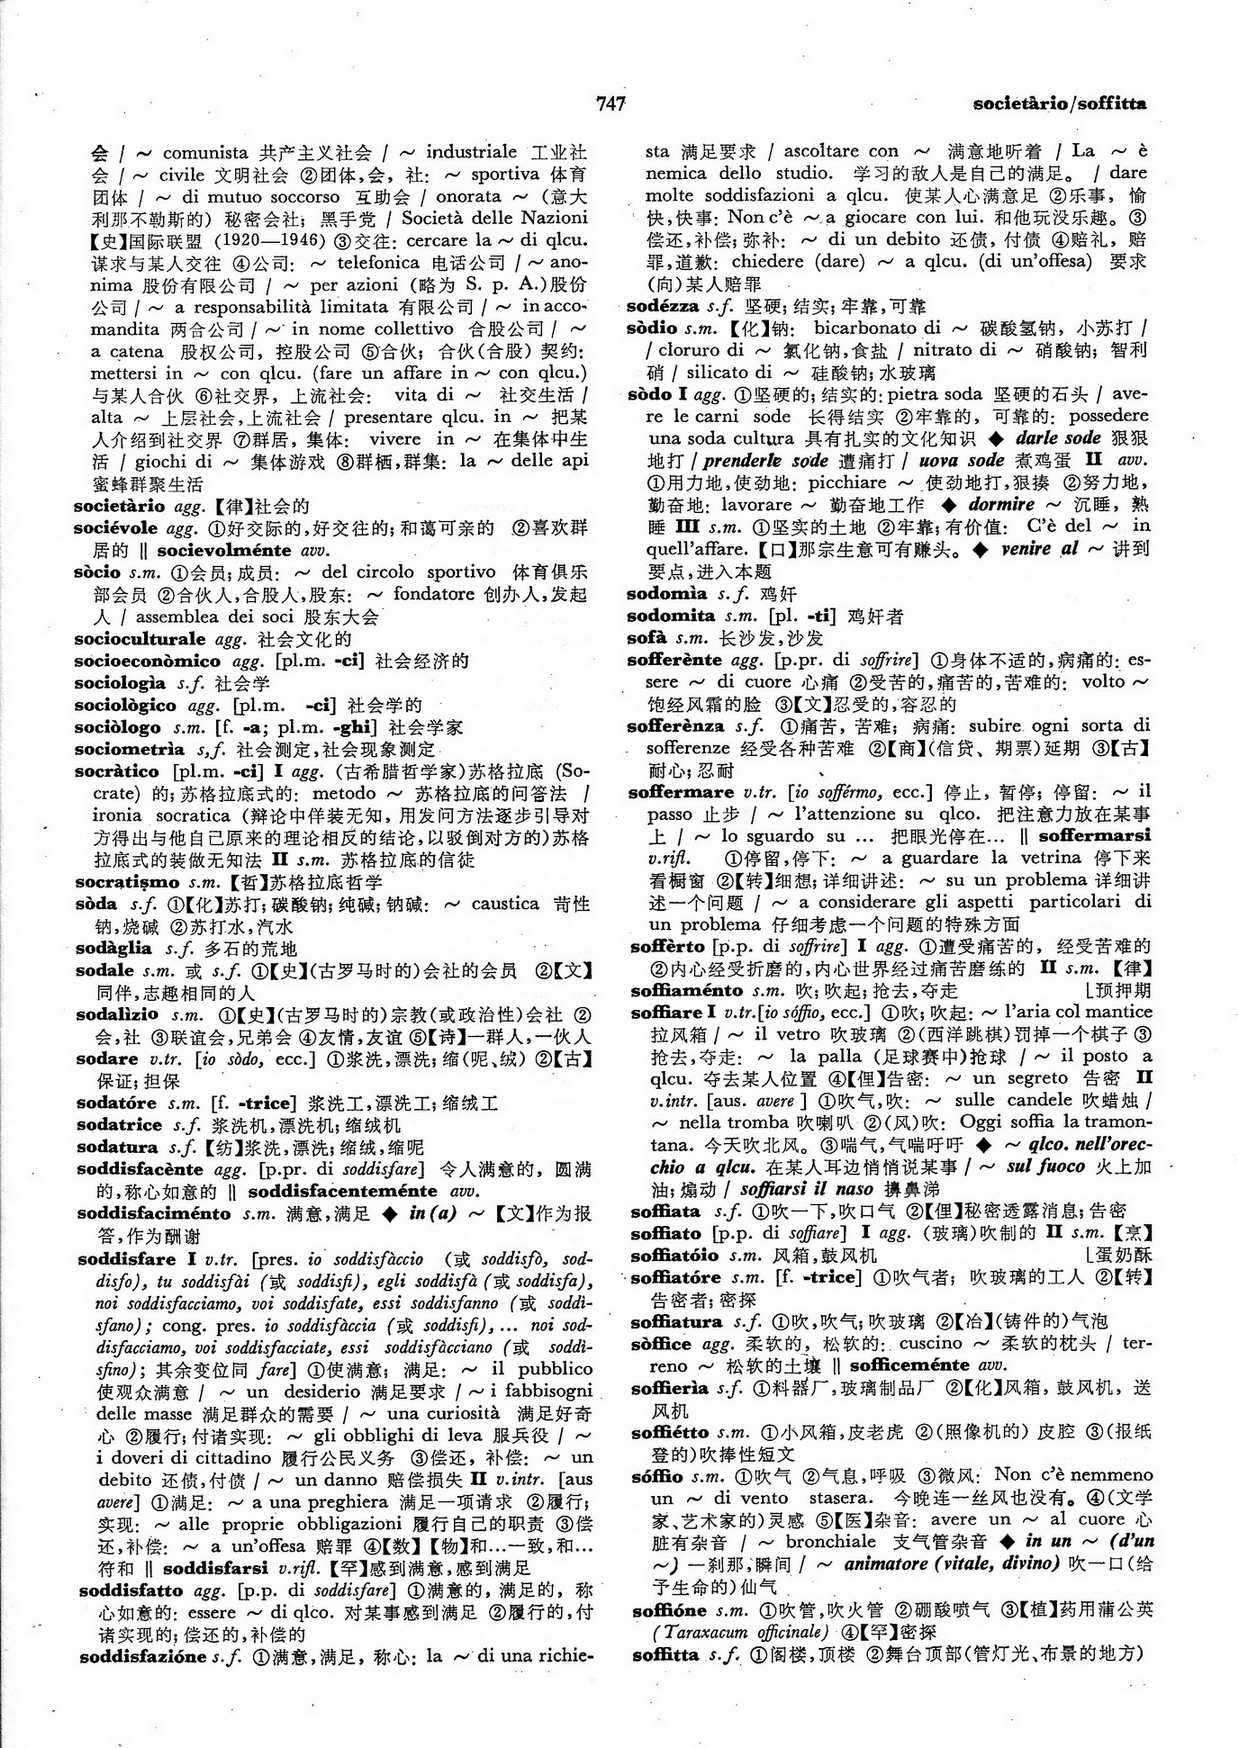 747
societàrio/soffitta
会 / ～ comunista 共产主义社会 / ～ industriale 工业社
会 / ～ civile 文明社会 ②团体,会, 社: ～ sportiva 体育
团体 / ～ di mutuo soccorso 互助会 / onorata ～ (意大
利那不勒斯的) 秘密会社; 黑手党 / Società delle Nazioni
【史】国际联盟 (1920—1946) ③交往: cercare la ～ di qlcu.
谋求与某人交往 ④公司: ～ telefonica 电话公司 / ～ ano-
nima 股份有限公司 / ～ per azioni (略为 S. p. A.)股份
公司 / ～ a responsabilità limitata 有限公司 / ～ in acco-
mandita 两合公司 / ～ in nome collettivo 合股公司 / ～
a catena 股权公司, 控股公司 ⑤合伙; 合伙(合股) 契约:
mettersi in ～ con qlcu. (fare un affare in ～ con qlcu.)
与某人合伙 ⑥社交界, 上流社会: vita di ～ 社交生活 /
alta ～ 上层社会,上流社会 / presentare qlcu. in ～ 把某
人介绍到社交界 ⑦群居, 集体: vivere in ～ 在集体中生
活 / giochi di ～ 集体游戏 ⑧群栖,群集: la ～ delle api
蜜蜂群聚生活
societàrio agg. 【律】社会的
sociévole agg. ①好交际的,好交往的; 和蔼可亲的 ②喜欢群
居的 ‖ socievolménte avv.
sòcio s.m. ①会员; 成员: ～ del circolo sportivo 体育俱乐
部会员 ②合伙人,合股人,股东: ～ fondatore 创办人,发起
人 / assemblea dei soci 股东大会
socioculturale agg. 社会文化的
socioeconòmico agg. [pl.m. -ci] 社会经济的
sociologìa s.f. 社会学
sociològico agg. [pl.m. -ci] 社会学的
sociòlogo s.m. [f. -a; pl.m. -ghi] 社会学家
sociometrìa s,f. 社会测定,社会现象测定
socràtico [pl.m. -ci] I agg. (古希腊哲学家)苏格拉底 (So-
crate) 的; 苏格拉底式的: metodo ～ 苏格拉底的问答法 /
ironia socratica (辩论中佯装无知, 用发问方法逐步引导对
方得出与他自己原来的理论相反的结论,以驳倒对方的)苏格
拉底式的装做无知法 II s.m. 苏格拉底的信徒
socratismo s.m. 【哲】苏格拉底哲学
sòda s.f. ①【化】苏打; 碳酸钠; 纯碱; 钠碱: ～ caustica 苛性
钠,烧碱 ②苏打水,汽水
sodàglia s.f. 多石的荒地
sodale s.m. 或 s.f. ①【史】(古罗马时的)会社的会员 ②【文】
同伴,志趣相同的人
sodalìzio s.m. ①【史】(古罗马时的)宗教(或政治性)会社 ②
会,社 ③联谊会,兄弟会 ④友情,友谊 ⑤【诗】一群人,一伙人
sodare v.tr. [io sòdo, ecc.] ①浆洗,漂洗; 缩(呢、绒) ②【古】
保证; 担保
sodatóre s.m. [f. -trice] 浆洗工,漂洗工; 缩绒工
sodatrice s.f. 浆洗机,漂洗机; 缩绒机
sodatura s.f. 【纺】浆洗,漂洗; 缩绒,缩呢
soddisfacènte agg. [p.pr. di soddisfare] 令人满意的, 圆满
的,称心如意的 ‖ soddisfacenteménte avv.
soddisfaciménto s.m. 满意,满足 ◆ in (a) ～ 【文】作为报
答,作为酬谢
soddisfare I v.tr. [pres. io soddisfàccio (或 soddisfò, sod-
disfo), tu soddisfài (或 soddisfi), egli soddisfà (或 soddisfa),
noi soddisfacciamo, voi soddisfate, essi soddisfanno (或 soddi-
sfano); cong. pres. io soddisfàccia (或 soddisfi), ... noi sod-
disfacciamo, voi soddisfacciate, essi soddisfàcciano (或 soddi-
sfino); 其余变位同 fare] ①使满意; 满足: ～ il pubblico
使观众满意 / ～ un desiderio 满足要求 / ～ i fabbisogni
delle masse 满足群众的需要 / ～ una curiosità 满足好奇
心 ②履行; 付诸实现: ～ gli obblighi di leva 服兵役 / ～
i doveri di cittadino 履行公民义务 ③偿还, 补偿: ～ un
debito 还债,付债 / ～ un danno 赔偿损失 II v.intr. [aus
avere] ①满足: ～ a una preghiera 满足一项请求 ②履行;
实现: ～ alle proprie obbligazioni 履行自己的职责 ③偿
还,补偿: ～ a un'offesa 赔罪 ④【数】【物】和…一致,和…
符和 ‖ soddisfarsi v.rifl. 【罕】感到满意,感到满足
soddisfatto agg. [p.p. di soddisfare] ①满意的, 满足的, 称
心如意的: essere ～ di qlco. 对某事感到满足 ②履行的,付
诸实现的; 偿还的,补偿的
soddisfazióne s.f. ①满意,满足, 称心: la ～ di una richie-
sta 满足要求 / ascoltare con ～ 满意地听着 / La ～ è
nemica dello studio. 学习的敌人是自己的满足。 / dare
molte soddisfazioni a qlcu. 使某人心满意足 ②乐事, 愉
快,快事: Non c'è ～ a giocare con lui. 和他玩没乐趣。 ③
偿还,补偿; 弥补: ～ di un debito 还债, 付债 ④赔礼, 赔
罪,道歉: chiedere (dare) ～ a qlcu. (di un'offesa) 要求
(向)某人赔罪
sodézza s.f. 坚硬; 结实; 牢靠,可靠
sòdio s.m. 【化】钠: bicarbonato di ～ 碳酸氢钠, 小苏打 /
/ cloruro di ～ 氯化钠,食盐 / nitrato di ～ 硝酸钠; 智利
硝 / silicato di ～ 硅酸钠; 水玻璃
sòdo I agg. ①坚硬的; 结实的: pietra soda 坚硬的石头 / ave-
re le carni sode 长得结实 ②牢靠的, 可靠的: possedere
una soda cultura 具有扎实的文化知识 ◆ darle sode 狠狠
地打 / prenderle sode 遭痛打 / uova sode 煮鸡蛋 II avv.
①用力地,使劲地: picchiare ～ 使劲地打,狠揍 ②努力地,
勤奋地: lavorare ～ 勤奋地工作 ◆ dormire ～ 沉睡, 熟
睡 III s.m. ①坚实的土地 ②牢靠; 有价值: C'è del ～ in
quell'affare. 【口】那宗生意可有赚头。◆ venire al ～ 讲到
要点,进入本题
sodomìa s.f. 鸡奸
sodomita s.m. [pl. -ti] 鸡奸者
sofà s.m. 长沙发,沙发
sofferènte agg. [p.pr. di soffrire] ①身体不适的,病痛的: es-
sere ～ di cuore 心痛 ②受苦的,痛苦的,苦难的: volto ～
饱经风霜的脸 ③【文】忍受的,容忍的
sofferènza s.f. ①痛苦, 苦难; 病痛: subire ogni sorta di
sofferenze 经受各种苦难 ②【商】(信贷、期票)延期 ③【古】
耐心; 忍耐
soffermare v.tr. [io sofférmo, ecc.] 停止, 暂停; 停留: ～ il
passo 止步 / ～ l'attenzione su qlco. 把注意力放在某事
上 / ～ lo sguardo su ... 把眼光停在... ‖ soffermarsi
v.rifl. ①停留,停下: ～ a guardare la vetrina 停下来
看橱窗 ②【转】细想; 详细讲述: ～ su un problema 详细讲
述一个问题 / ～ a considerare gli aspetti particolari di
un problema 仔细考虑一个问题的特殊方面
soffèrto [p.p. di soffrire] I agg. ①遭受痛苦的, 经受苦难的
②内心经受折磨的,内心世界经过痛苦磨练的 II s.m. 【律】
soffiaménto s.m. 吹; 吹起; 抢去,夺走 ⌊预押期
soffiare I v.tr.[io sóffio, ecc.] ①吹; 吹起: ～ l'aria col mantice
拉风箱 / ～ il vetro 吹玻璃 ②(西洋跳棋)罚掉一个棋子 ③
抢去,夺走: ～ la palla (足球赛中)抢球 / ～ il posto a
qlcu. 夺去某人位置 ④【俚】告密: ～ un segreto 告密 II
v.intr. [aus. avere ] ①吹气,吹: ～ sulle candele 吹蜡烛 /
～ nella tromba 吹喇叭 ②(风)吹: Oggi soffia la tramon-
tana. 今天吹北风。 ③喘气,气喘吁吁 ◆ ～ qlco. nell'orec-
chio a qlcu. 在某人耳边悄悄说某事 / ～ sul fuoco 火上加
油; 煽动 / soffiarsi il naso 擤鼻涕
soffiata s.f. ①吹一下,吹口气 ②【俚】秘密透露消息; 告密
soffiato [p.p. di soffiare] I agg. (玻璃)吹制的 II s.m. 【烹】
soffiatóio s.m. 风箱,鼓风机 ⌊蛋奶酥
soffiatóre s.m. [f. -trice] ①吹气者; 吹玻璃的工人 ②【转】
告密者; 密探
soffiatura s.f. ①吹,吹气; 吹玻璃 ②【冶】(铸件的)气泡
sòffice agg. 柔软的, 松软的: cuscino ～ 柔软的枕头 / ter-
reno ～ 松软的土壤 ‖ sofficeménte avv.
soffierìa s.f. ①料器厂,玻璃制品厂 ②【化】风箱, 鼓风机, 送
风机
soffiétto s.m. ①小风箱,皮老虎 ②(照像机的) 皮腔 ③(报纸
登的)吹捧性短文
sóffio s.m. ①吹气 ②气息,呼吸 ③微风: Non c'è nemmeno
un ～ di vento stasera. 今晚连一丝风也没有。 ④(文学
家、艺术家的)灵感 ⑤【医】杂音: avere un ～ al cuore 心
脏有杂音 / ～ bronchiale 支气管杂音 ◆ in un ～ (d'un
～) 一刹那,瞬间 / ～ animatore (vitale, divino) 吹一口(给
予生命的)仙气
soffióne s.m. ①吹管,吹火管 ②硼酸喷气 ③【植】药用蒲公英
(Taraxacum officinale) ④【罕】密探
soffitta s.f. ①阁楼,顶楼 ②舞台顶部(管灯光、布景的地方)